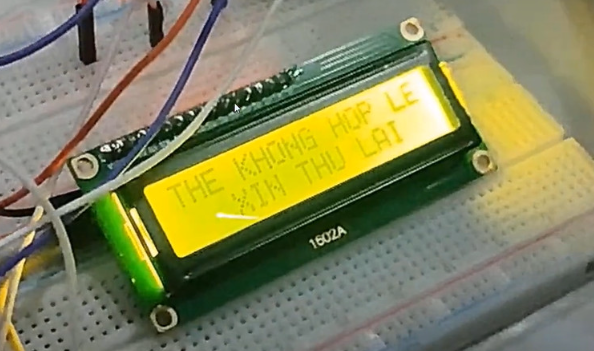 THE KHONG HOP LE
XIN THU LAI
1602A